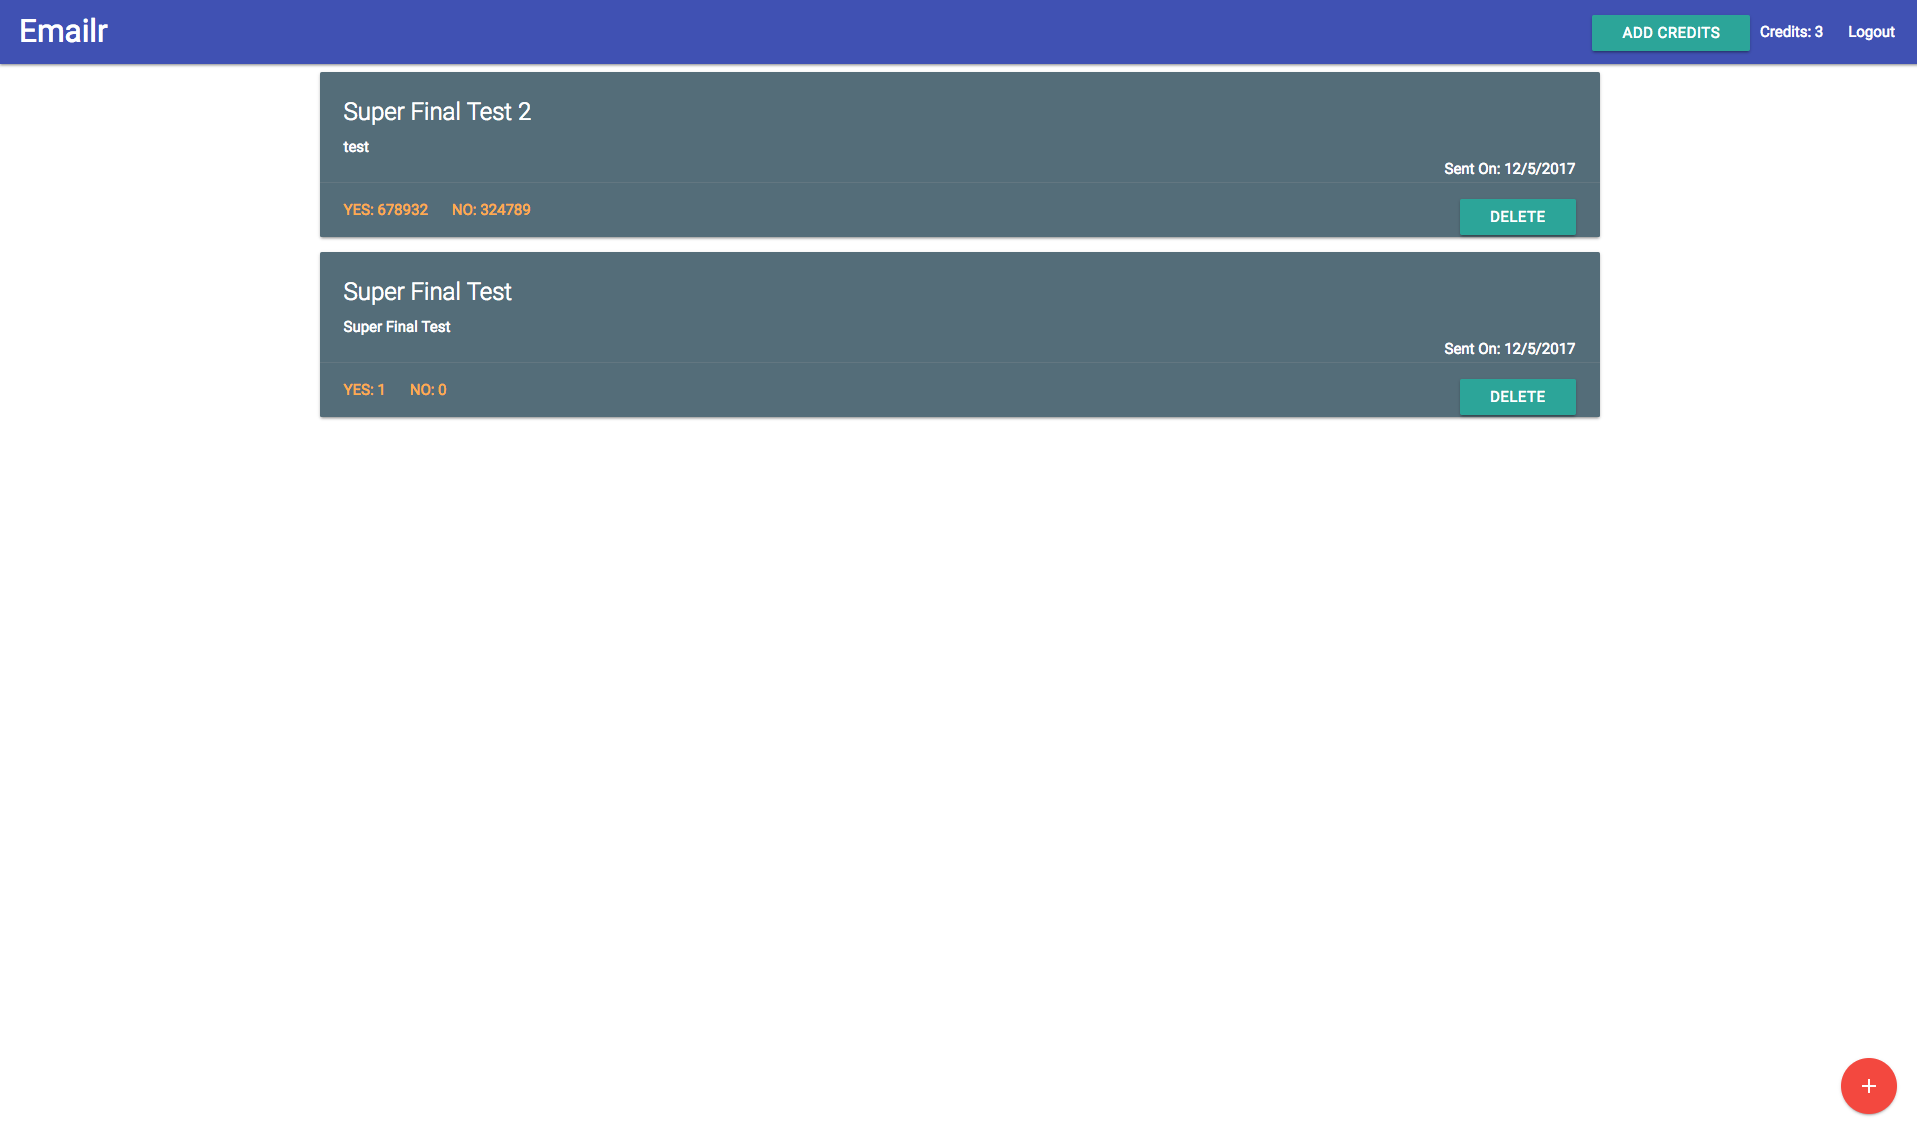 Emailr
ADD CREDITS Credits: 3 Logout
Super Final Test 2
test
Sent On: 12/5/2017
YES: 678932 NO: 324789
DELETE
Super Final Test
Super Final Test
Sent On: 12/5/2017
YES: 1 NO: 0
DELETE
+